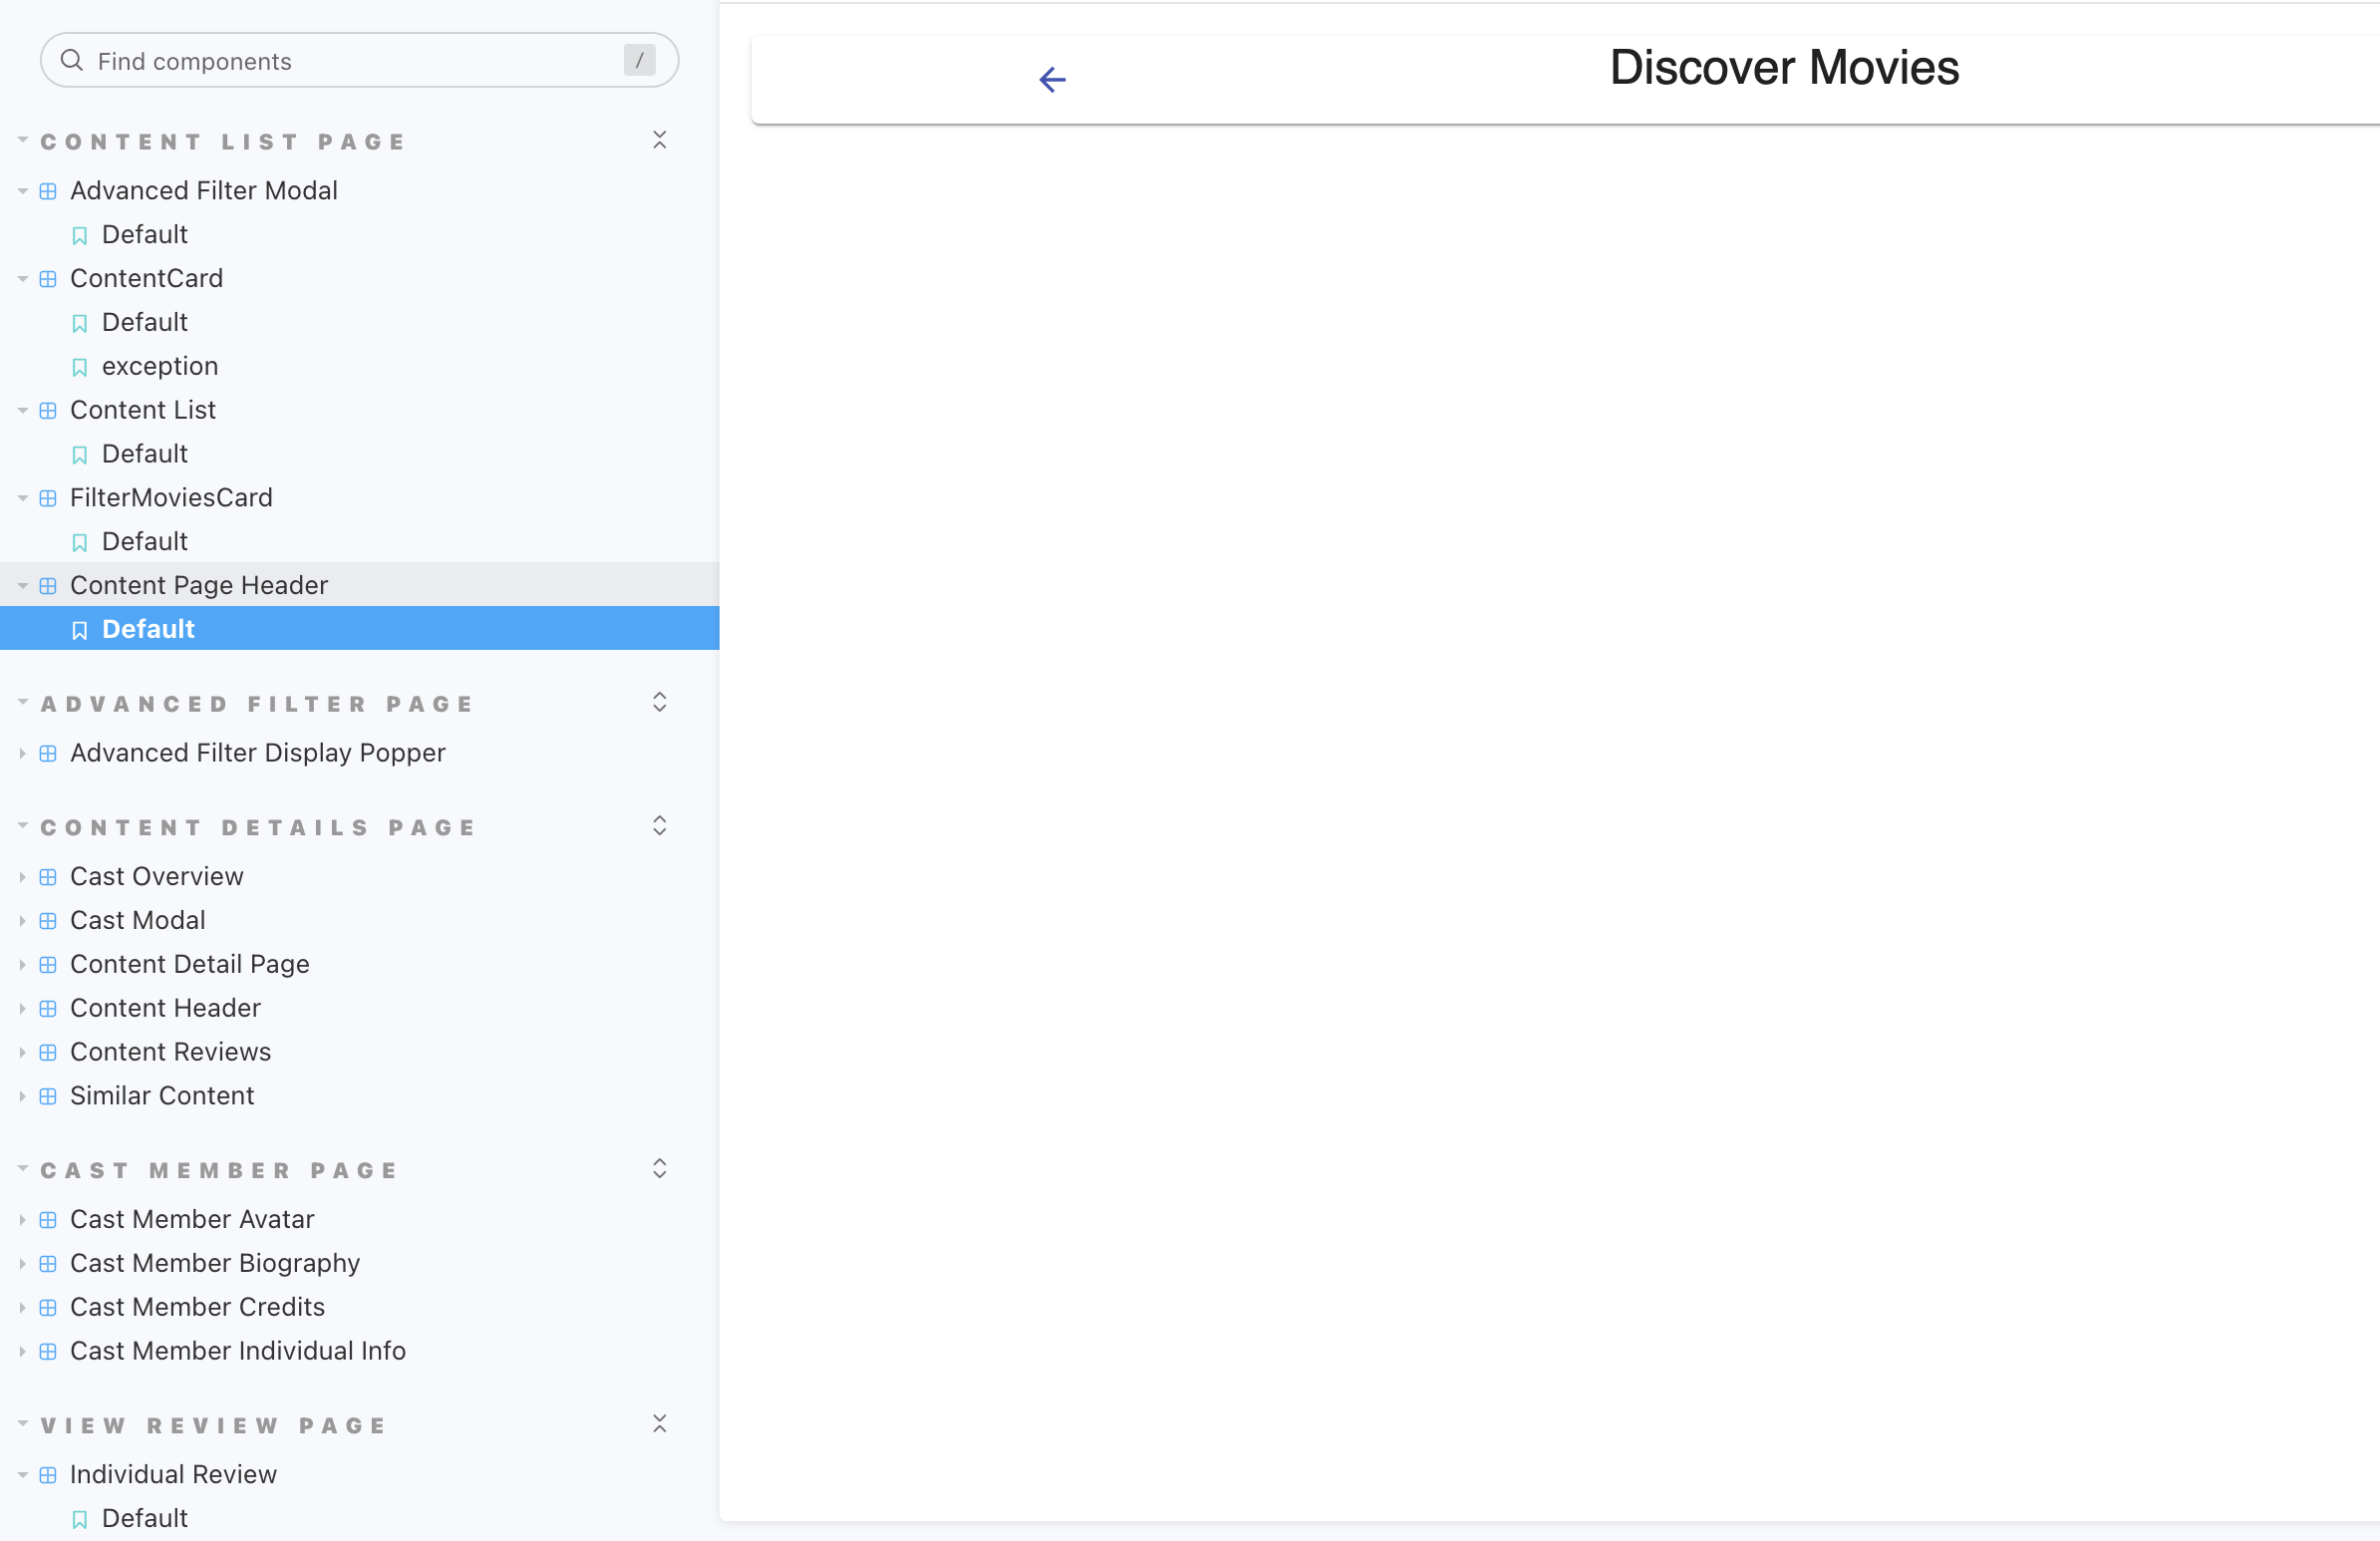 Find components
/
CONTENT LIST PAGE
Advanced Filter Modal
Default
ContentCard
Default
exception
Content List
Default
FilterMoviesCard
Default
Content Page Header
Default
ADVANCED FILTER PAGE
Advanced Filter Display Popper
CONTENT DETAILS PAGE
Cast Overview
Cast Modal
Content Detail Page
Content Header
Content Reviews
Similar Content
CAST MEMBER PAGE
Cast Member Avatar
Cast Member Biography
Cast Member Credits
Cast Member Individual Info
VIEW REVIEW PAGE
Individual Review
Default
Discover Movies